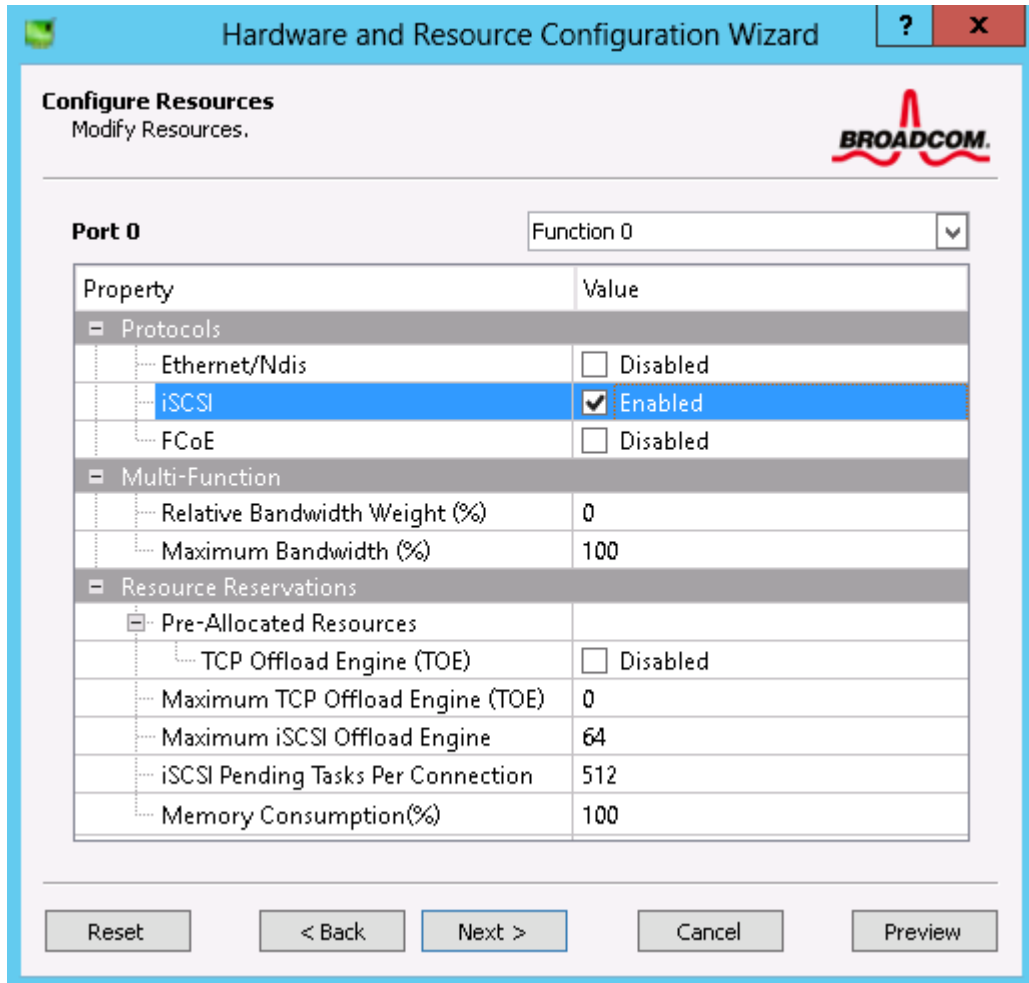 Hardware and Resource Configuration Wizard ? x
Configure Resources
Modify Resources.
BROADCOM.
Port 0 Function 0
Property Value
Protocols
Ethernet/Ndis Disabled
iSCSI Enabled
FCoE Disabled
Multi-Function
Relative Bandwidth Weight (%) 0
Maximum Bandwidth (%) 100
Resource Reservations
Pre-Allocated Resources
TCP Offload Engine (TOE) Disabled
Maximum TCP Offload Engine (TOE) 0
Maximum iSCSI Offload Engine 64
iSCSI Pending Tasks Per Connection 512
Memory Consumption(%) 100
Reset < Back Next > Cancel Preview